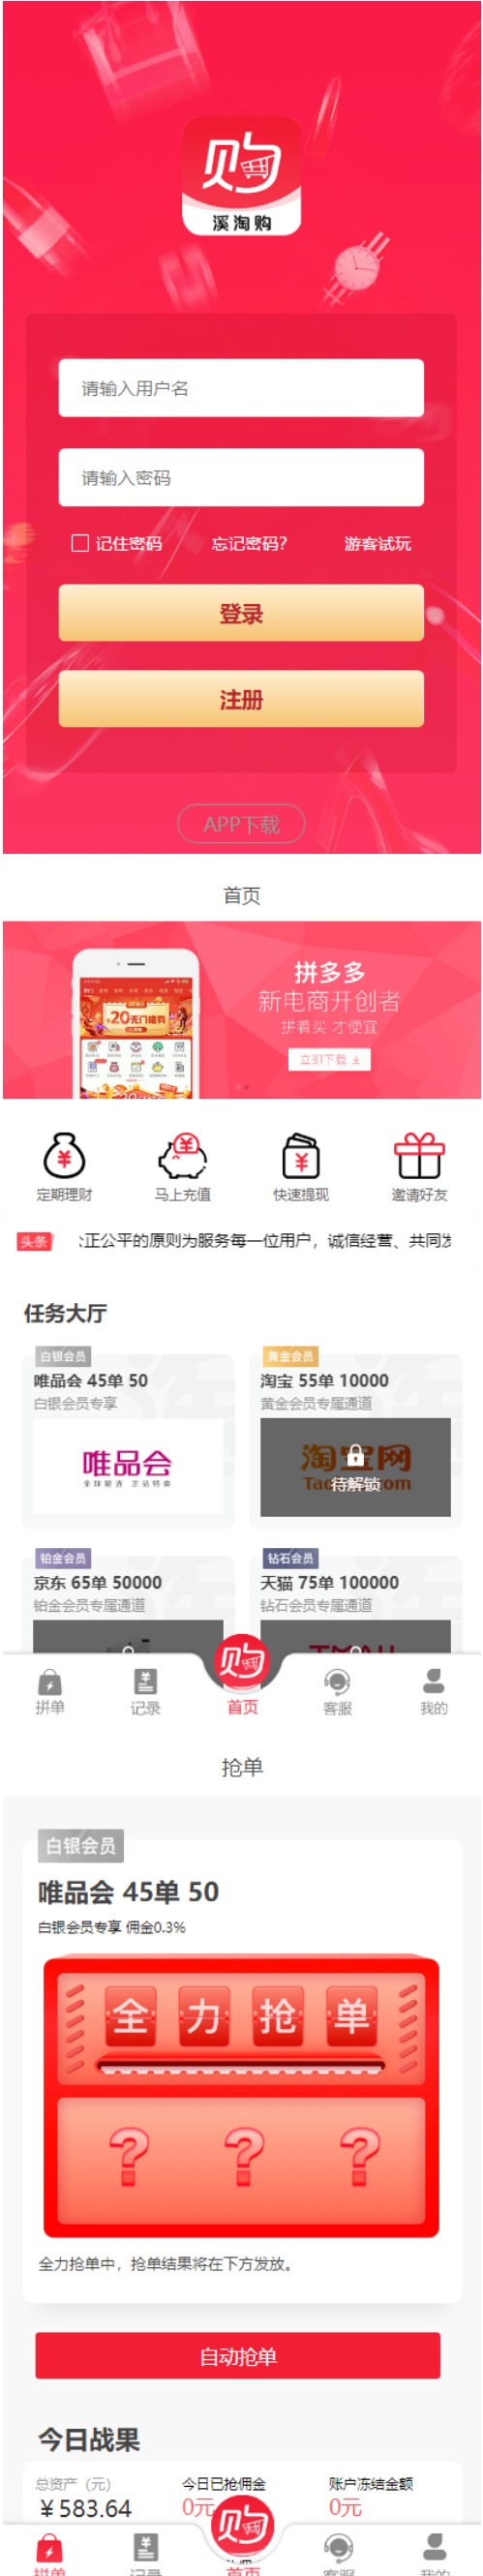 购
溪淘购
请输入用户名
请输入密码
记住密码 忘记密码? 游客试玩
登录
注册
APP下载
首页
拼多多
新电商开创者
拼着买 才便宜
立即下载
20元门槛券
定期理财 马上充值 快速提现 邀请好友
头条 正公平的原则为服务每一位用户，诚信经营、共同发
任务大厅
白银会员
唯品会 45单 50
白银会员专享
唯品会
全球精选 正品特卖
黄金会员
淘宝 55单 10000
黄金会员专属通道
淘宝网
待解锁
铂金会员
京东 65单 50000
铂金会员专属通道
钻石会员
天猫 75单 100000
钻石会员专属通道
购
拼单 记录 首页 客服 我的
抢单
白银会员
唯品会 45单 50
白银会员专享 佣金0.3%
全力抢单
? ? ?
全力抢单中，抢单结果将在下方发放。
自动抢单
今日战果
总资产（元） 今日已抢佣金 账户冻结金额
¥583.64 0元 0元
购
拼单 记录 首页 客服 我的